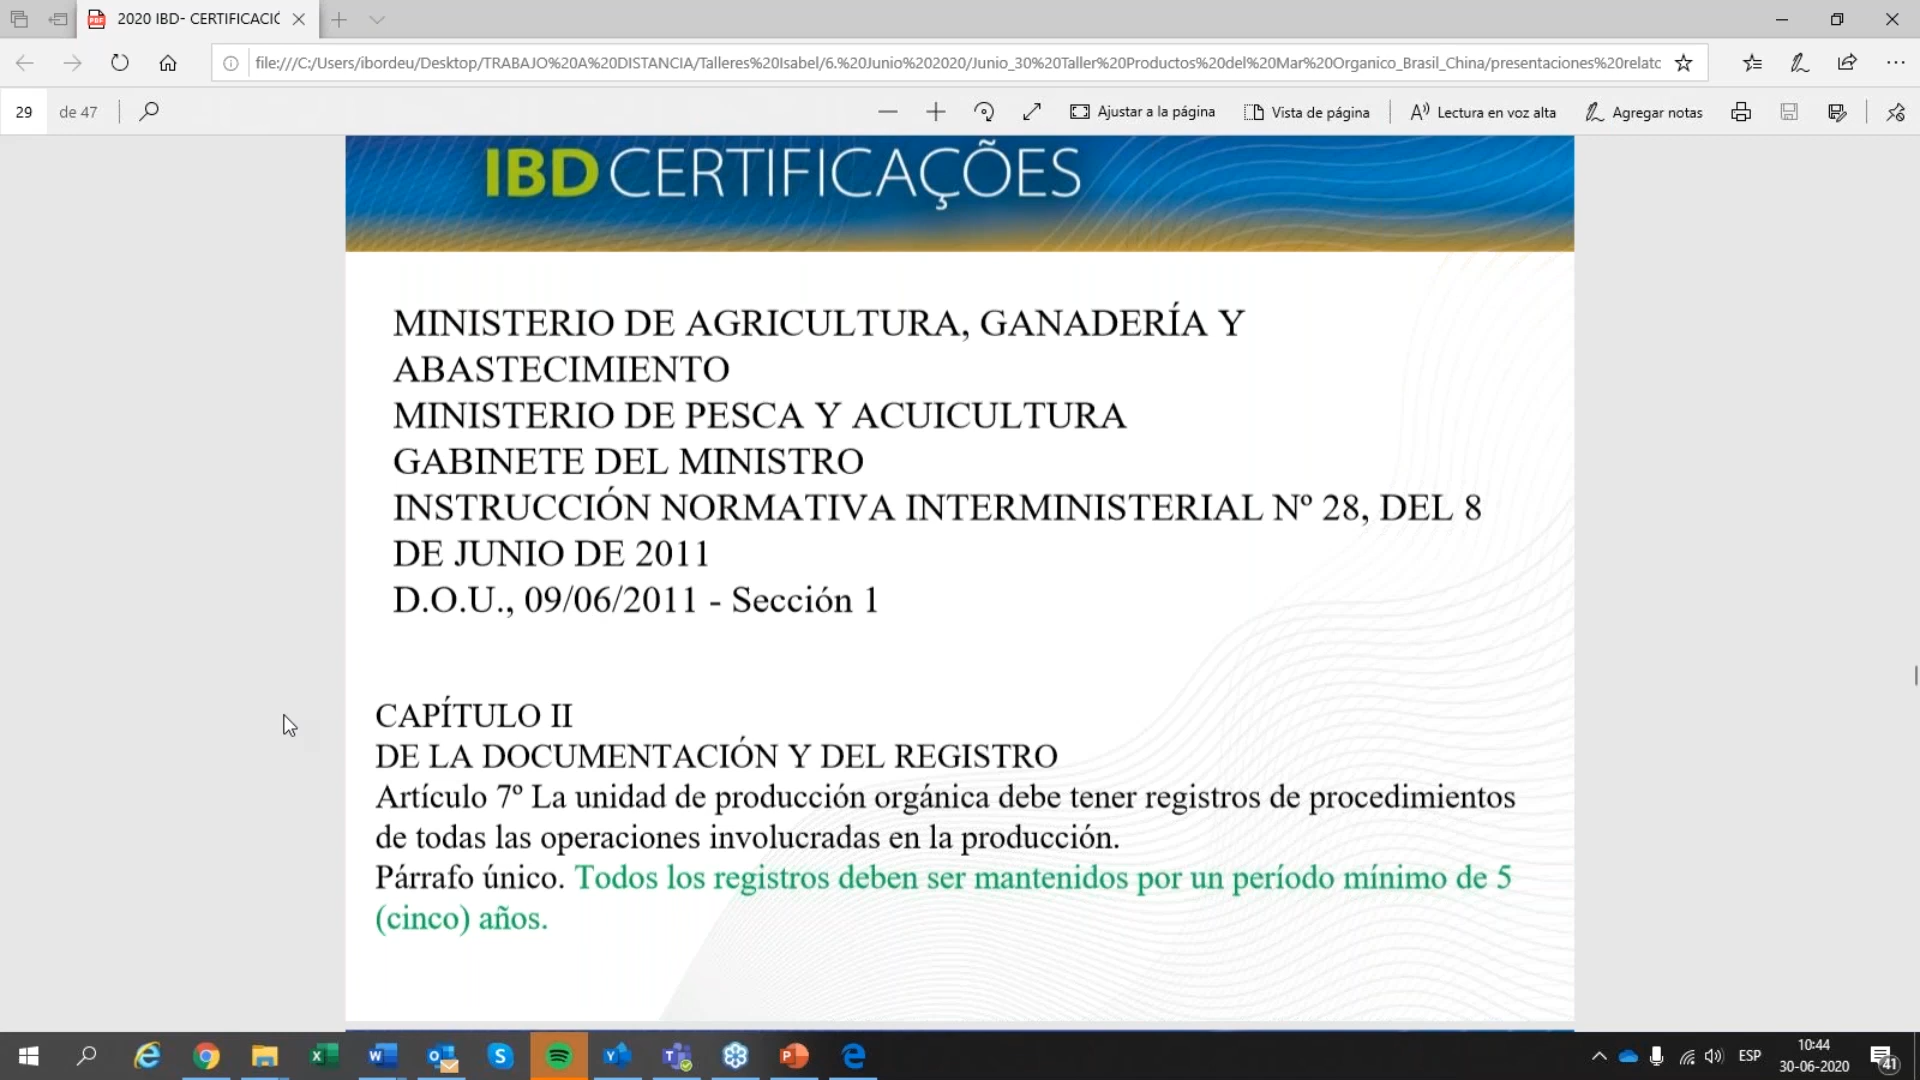 2020 IBD- CERTIFICACIÓ
file:///C:/Users/ibordeu/Desktop/TRABAJO%20A%20DISTANCIA/Talleres%20Isabel/6.%20Junio%202020/Junio_30%20Taller%20Productos%20del%20Mar%20Organico_Brasil_China/presentaciones%20relatc
29 de 47 Ajustar a la página Vista de página Lectura en voz alta Agregar notas
IBD CERTIFICAÇÕES
MINISTERIO DE AGRICULTURA, GANADERÍA Y
ABASTECIMIENTO
MINISTERIO DE PESCA Y ACUICULTURA
GABINETE DEL MINISTRO
INSTRUCCIÓN NORMATIVA INTERMINISTERIAL Nº 28, DEL 8
DE JUNIO DE 2011
D.O.U., 09/06/2011 - Sección 1
CAPÍTULO II
DE LA DOCUMENTACIÓN Y DEL REGISTRO
Artículo 7º La unidad de producción orgánica debe tener registros de procedimientos
de todas las operaciones involucradas en la producción.
Párrafo único. Todos los registros deben ser mantenidos por un período mínimo de 5
(cinco) años.
ESP
10:44
30-06-2020
41